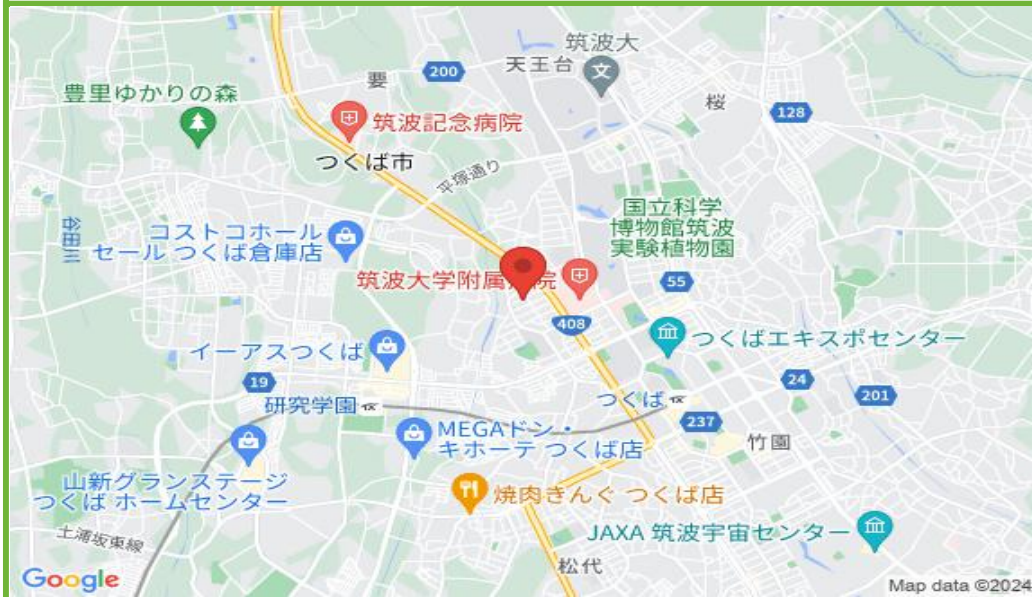 筑波大
天王台
文
200
要
豊里ゆかりの森
桜
128
筑波記念病院
つくば市
平塚通り
国立科学
博物館筑波
実験植物園
谷田川
コストコホール
セール つくば倉庫店
筑波大学附属 院
55
408
つくばエキスポセンター
イーアスつくば
19
研究学園
24
201
つくば
237
MEGAドン・
キホーテ つくば店
竹園
山新グランステージ
つくば ホームセンター
焼肉きんぐ つくば店
JAXA 筑波宇宙センター
土浦坂東線
松代
Google
Map data ©2024